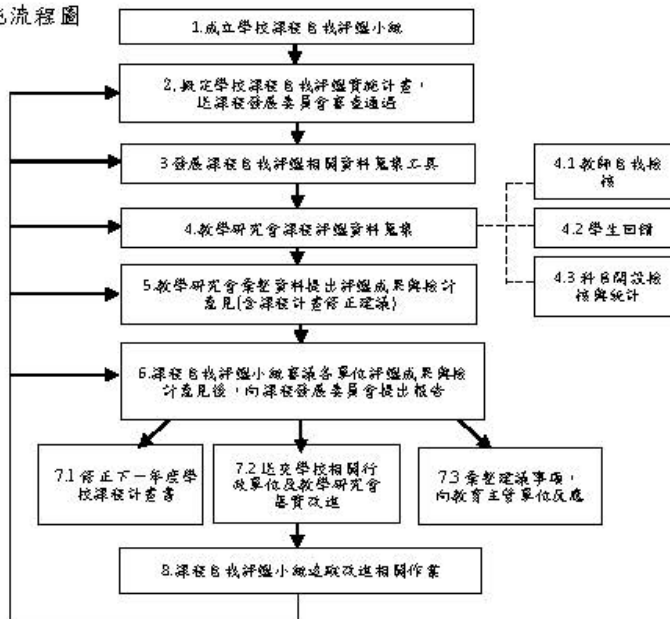 流程圖
1.成立學校課程自我評鑑小組
2.擬定學校課程自我評鑑實施計畫，
送課程發展委員會審查通過
3.發展課程自我評鑑相關資料蒐集工具
4.教學研究會課程評鑑資料蒐集
4.1 教師自我檢
核
4.2 學生回饋
4.3 科目開設檢
核與統計
5.教學研究會彙整資料提出評鑑成果與檢討
意見(含課程計畫修正建議)
6.課程自我評鑑小組審議各單位評鑑成果與檢
討意見後，向課程發展委員會提出報告
7.1 修正下一年度學
校課程計畫書
7.2 送交學校相關行
政單位及教學研究會
落實改進
7.3 彙整建議事項，
向教育主管單位反應
8.課程自我評鑑小組追蹤改進相關作業